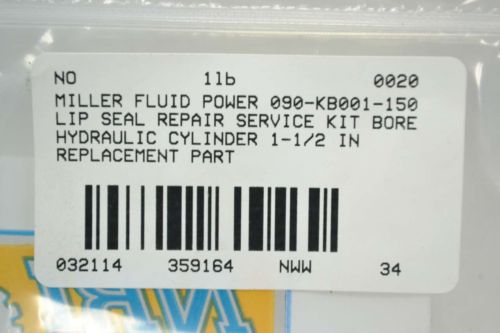 NO 1lb 0020
MILLER FLUID POWER 090-KB001-150
LIP SEAL REPAIR SERVICE KIT BORE
HYDRAULIC CYLINDER 1-1/2 IN
REPLACEMENT PART
032114 359164 NWW 34